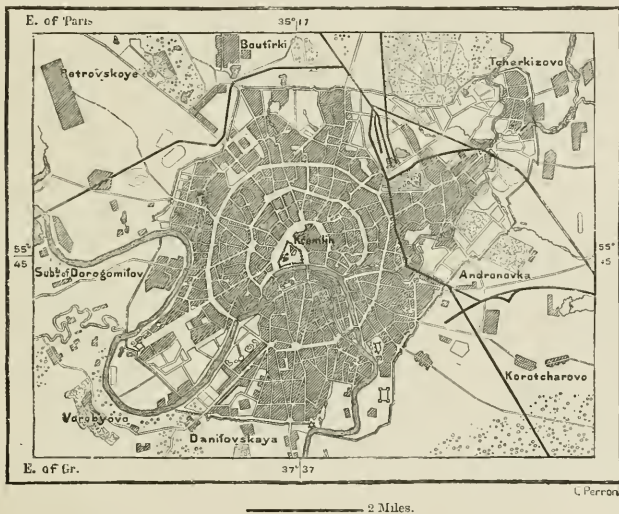 E. of Paris 35°17
Boutirki
Petrovskoye
Tcherkizovo
Kremlin
55° 45
55° 45
Subb. of Dorogomilov
Andronovka
Korotcharovo
Vorobyovo
Danilovskaya
E. of Gr. 37°37
C. Perron
2 Miles.